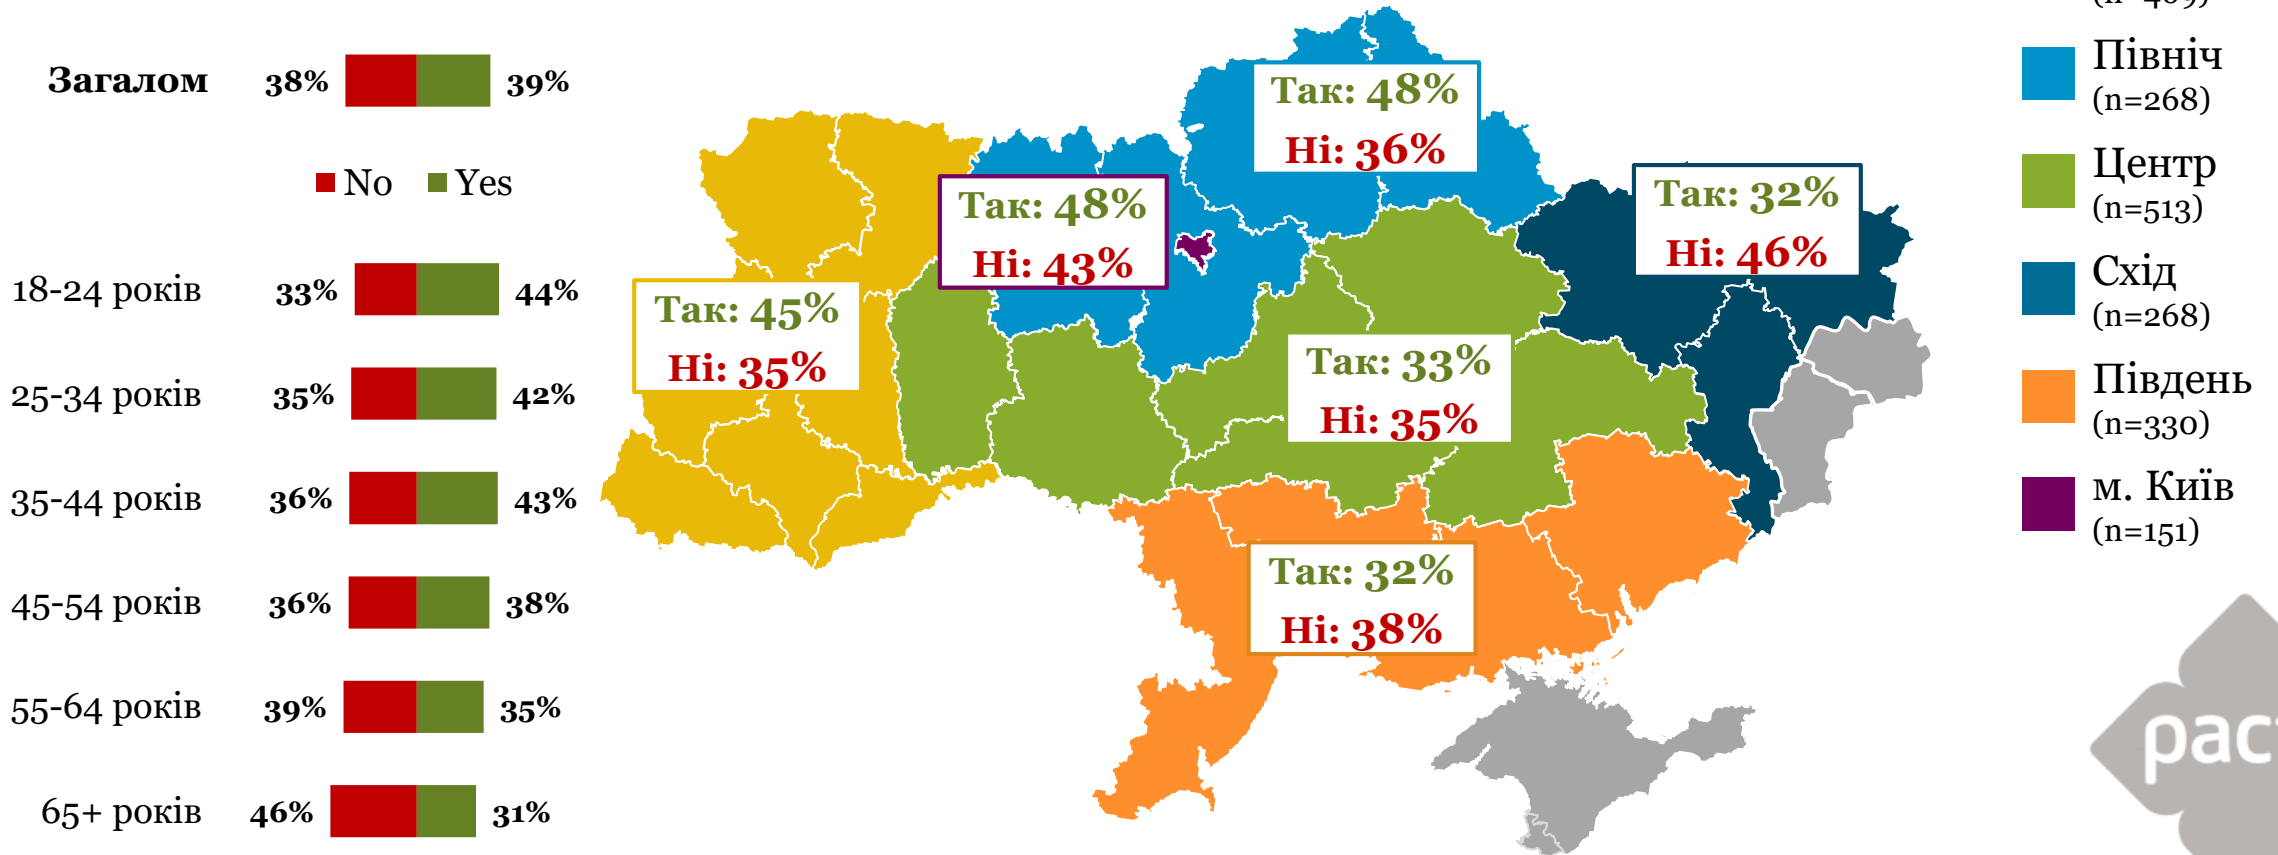 Загалом 38% 39%
No Yes
18-24 років 33% 44%
25-34 років 35% 42%
35-44 років 36% 43%
45-54 років 36% 38%
55-64 років 39% 35%
65+ років 46% 31%
Так: 48%
Ні: 36%
Так: 48%
Ні: 43%
Так: 32%
Ні: 46%
Так: 45%
Ні: 35%
Так: 33%
Ні: 35%
Так: 32%
Ні: 38%
Північ
(n=268)
Центр
(n=513)
Схід
(n=268)
Південь
(n=330)
м. Київ
(n=151)
pact